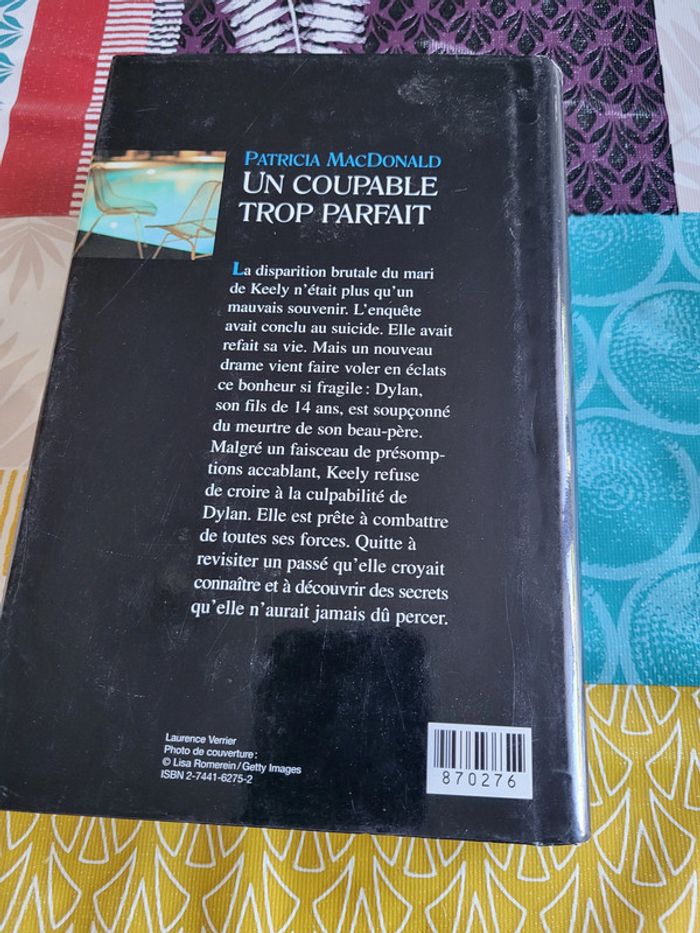 PATRICIA MACDONALD
UN COUPABLE
TROP PARFAIT
La disparition brutale du mari
de Keely n'était plus qu'un
mauvais souvenir. L'enquête
avait conclu au suicide. Elle avait
refait sa vie. Mais un nouveau
drame vient faire voler en éclats
ce bonheur si fragile : Dylan,
son fils de 14 ans, est soupçonné
du meurtre de son beau-père.
Malgré un faisceau de présomp-
tions accablant, Keely refuse
de croire à la culpabilité de
Dylan. Elle est prête à combattre
de toutes ses forces. Quitte à
revisiter un passé qu'elle croyait
connaître et à découvrir des secrets
qu'elle n'aurait jamais dû percer.
Laurence Verrier
Photo de couverture :
© Lisa Romerein / Getty Images
ISBN 2-7441-6275-2
870276